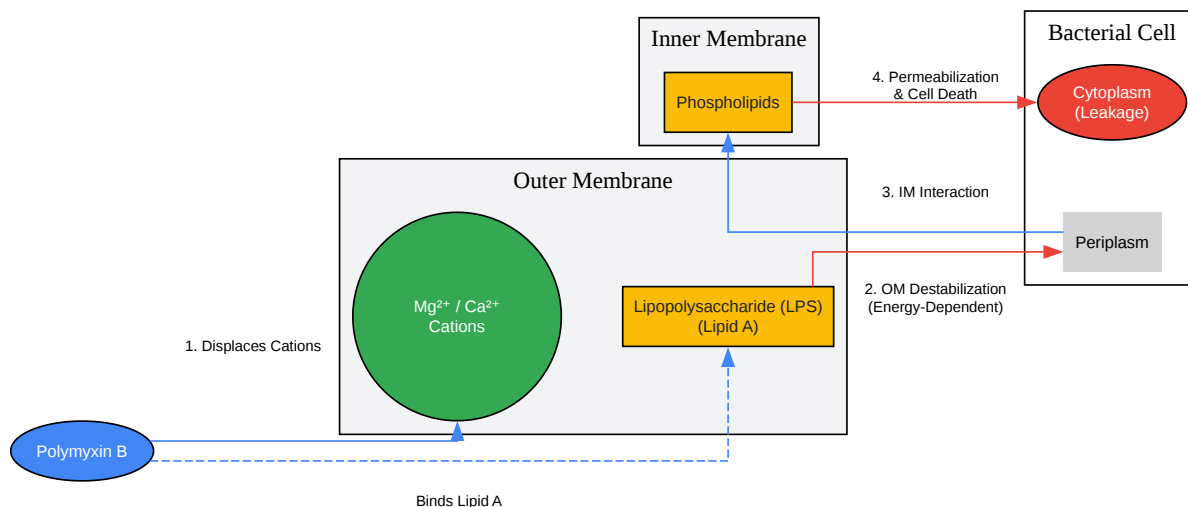 Inner Membrane
Phospholipids
Bacterial Cell
Cytoplasm
(Leakage)
4. Permeabilization
& Cell Death
Outer Membrane
3. IM Interaction
Periplasm
Mg²⁺ / Ca²⁺
Cations
Lipopolysaccharide (LPS)
(Lipid A)
2. OM Destabilization
(Energy-Dependent)
1. Displaces Cations
Polymyxin B
Binds Lipid A